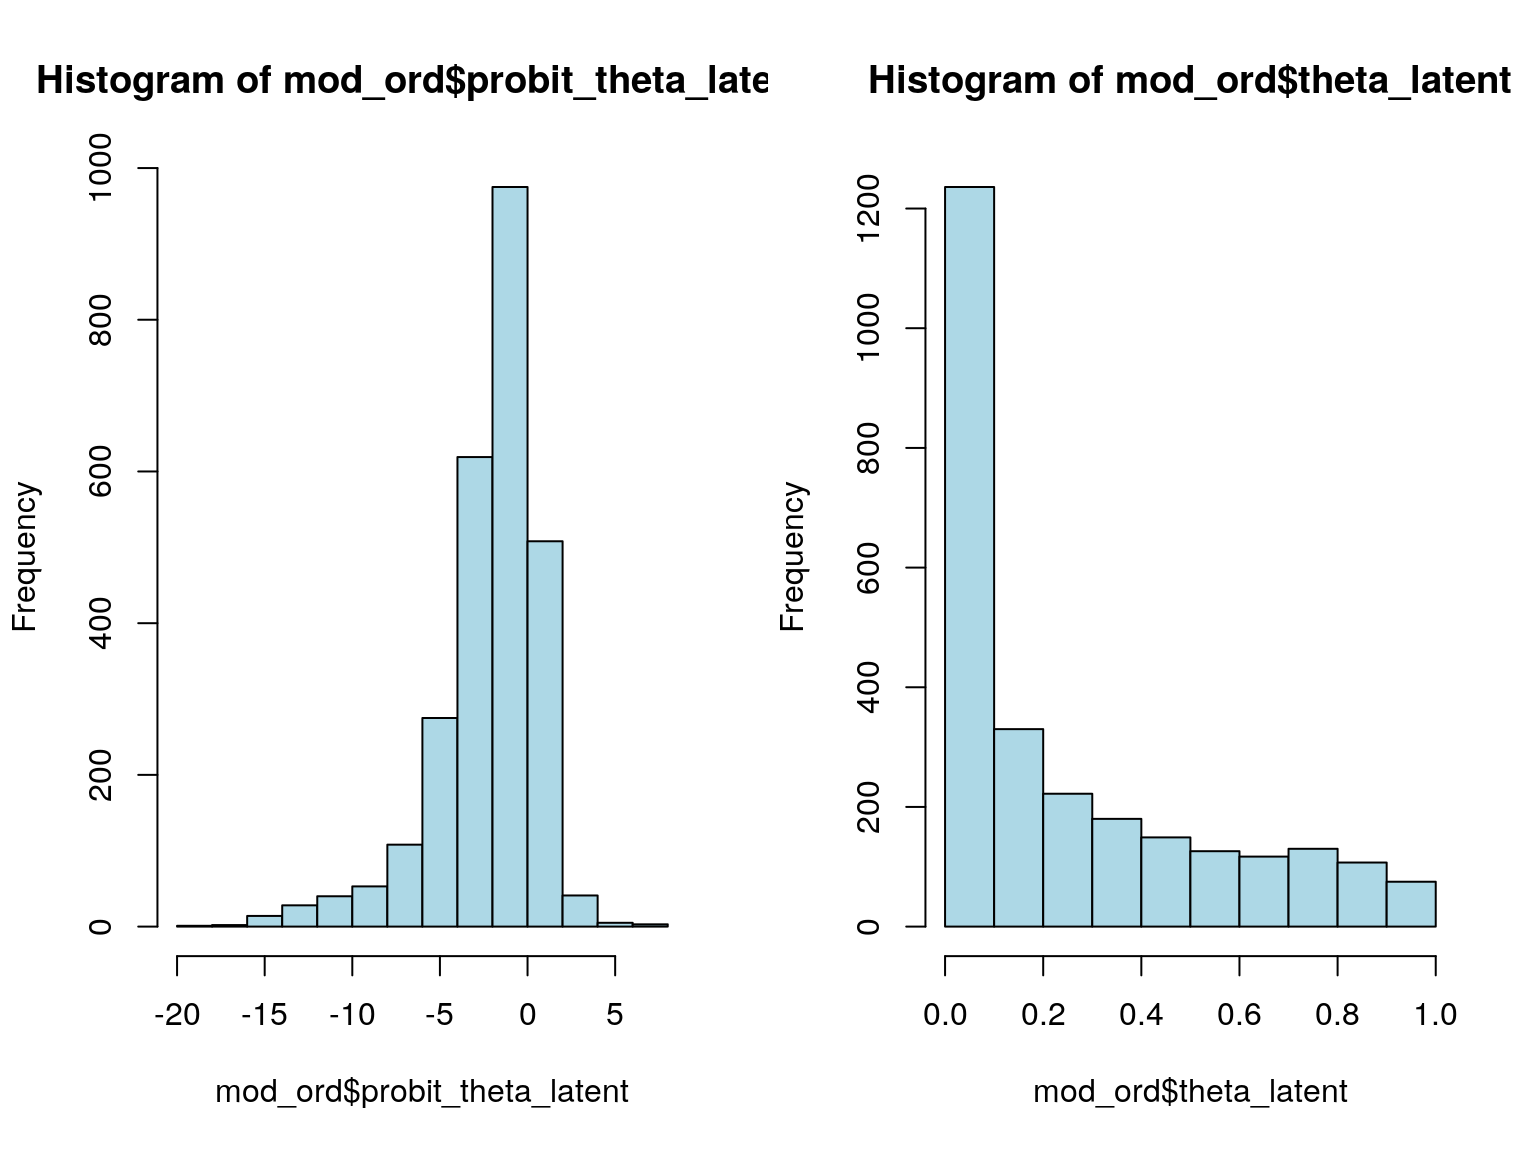 Histogram of mod_ord$probit_theta_late
Frequency
0
200
400
600
800
1000
-20 -15 -10 -5 0 5
mod_ord$probit_theta_latent
Histogram of mod_ord$theta_latent
Frequency
0
200
400
600
800
1000
1200
0.0 0.2 0.4 0.6 0.8 1.0
mod_ord$theta_latent